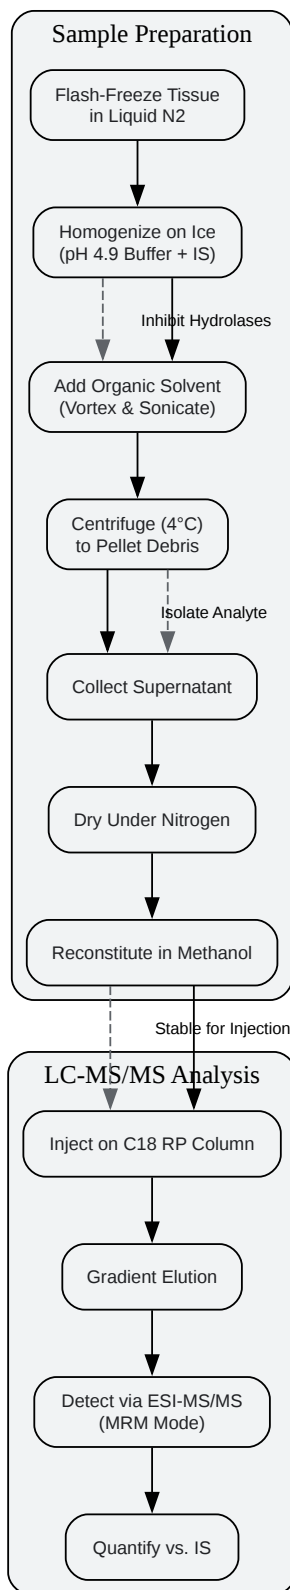 Sample Preparation
Flash-Freeze Tissue
in Liquid N2
Homogenize on Ice
(pH 4.9 Buffer + IS)
Inhibit Hydrolases
Add Organic Solvent
(Vortex & Sonicate)
Centrifuge (4°C)
to Pellet Debris
Isolate Analyte
Collect Supernatant
Dry Under Nitrogen
Reconstitute in Methanol
Stable for Injection
LC-MS/MS Analysis
Inject on C18 RP Column
Gradient Elution
Detect via ESI-MS/MS
(MRM Mode)
Quantify vs. IS